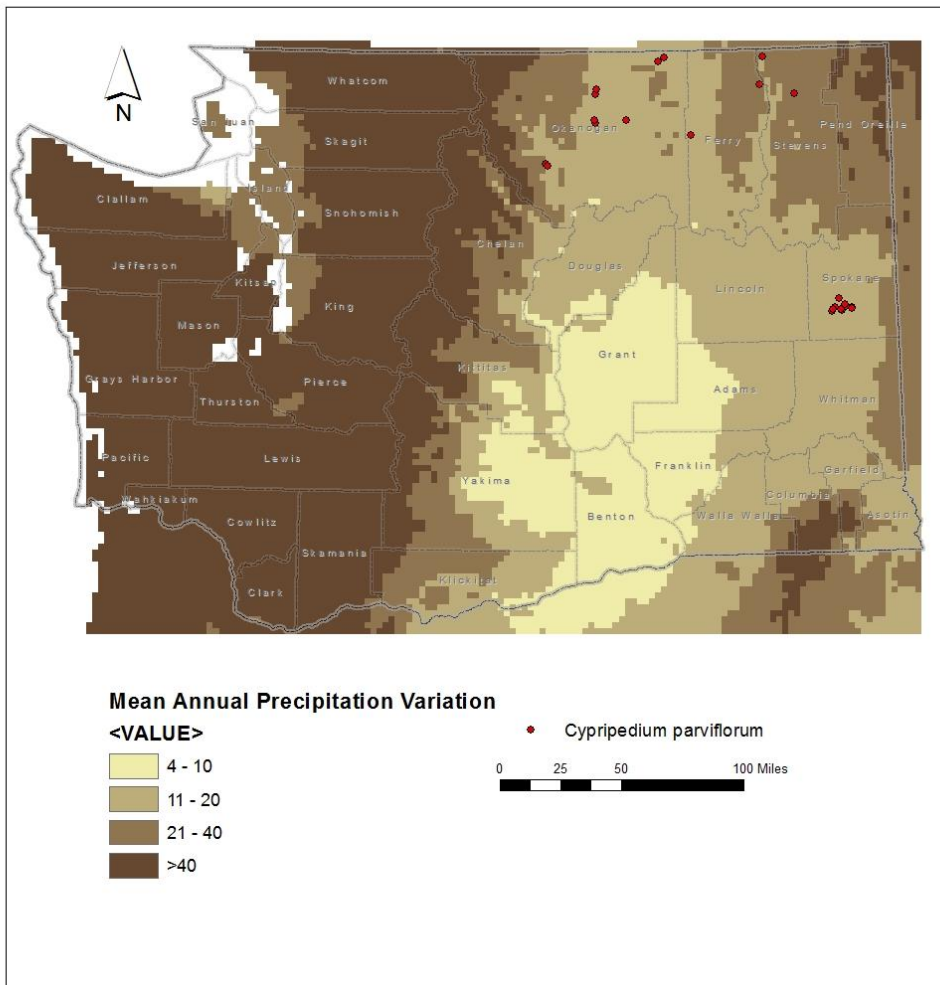 N
Whatcom
San Juan
Skagit
Okanogan
Ferry
Pend Oreille
Stevens
Island
Clallam
Snohomish
Chelan
Jefferson
Kitsap
Douglas
Spokane
Lincoln
King
Mason
Grant
Kittitas
Grays Harbor
Pierce
Adams
Thurston
Whitman
Pacific
Lewis
Yakima
Franklin
Garfield
Wahkiakum
Columbia
Benton
Walla Walla
Asotin
Cowlitz
Skamania
Klickitat
Clark
Mean Annual Precipitation Variation
<VALUE>
Cypripedium parviflorum
4 - 10
0 25 50 100 Miles
11 - 20
21 - 40
>40